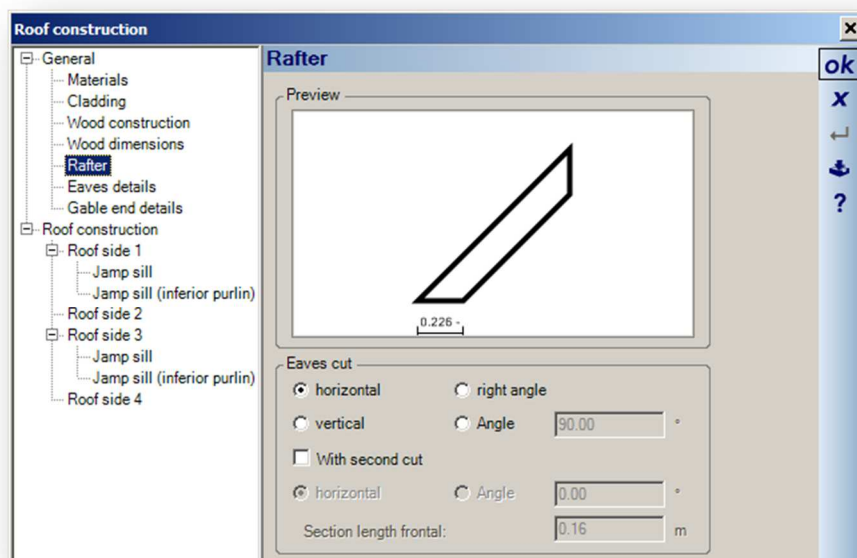 Roof construction
General
Materials
Cladding
Wood construction
Wood dimensions
Rafter
Eaves details
Gable end details
Roof construction
Roof side 1
Jamp sill
Jamp sill (inferior purlin)
Roof side 2
Roof side 3
Jamp sill
Jamp sill (inferior purlin)
Roof side 4
Rafter
Preview
0.226 -
Eaves cut
horizontal right angle
vertical Angle 90.00 °
With second cut
horizontal Angle 0.00 °
Section length frontal: 0.16 m
ok
x
?